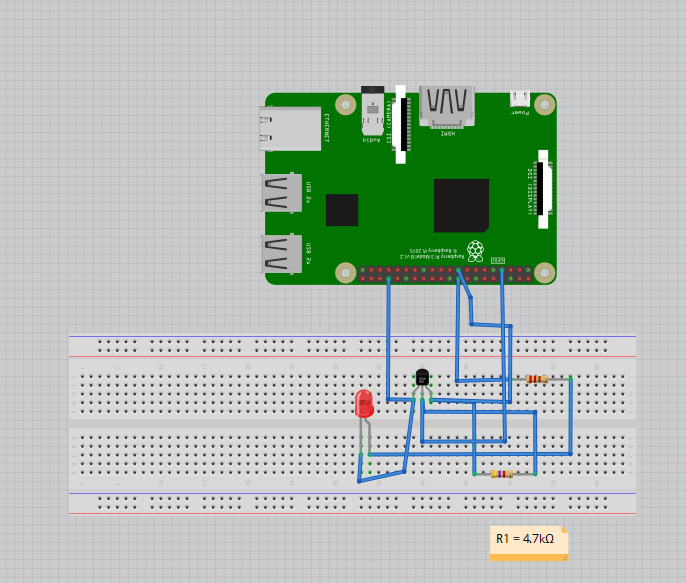 ETHERNET
Audio
CSI (CAMERA)
HDMI
Power
USB 2x
DSI (DISPLAY)
USB 2x
Raspberry Pi 3 Model B v1.2
© Raspberry Pi 2015
GPIO
R1 = 4.7kΩ